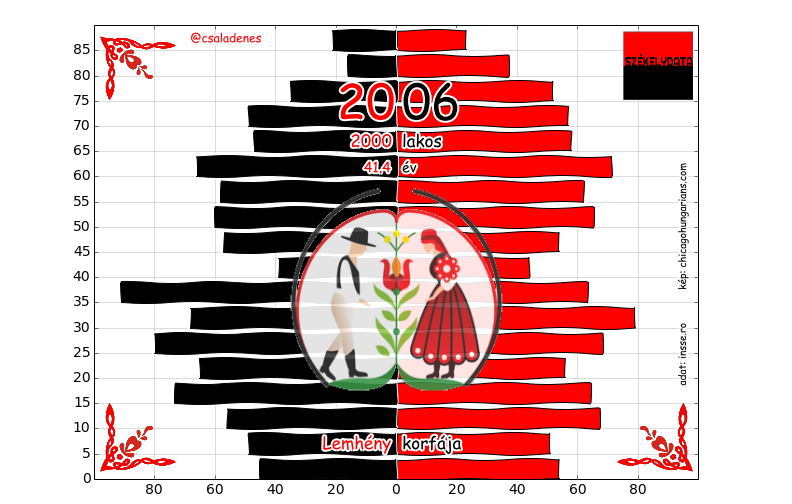 @csaladenes
SZÉKELYDATA
2006
2000 lakos
41,4 év
kép: chicagohungarians.com
adat: insse.ro
Lemhény korfája
85
80
75
70
65
60
55
50
45
40
35
30
25
20
15
10
5
0
80 60 40 20 0 20 40 60 80